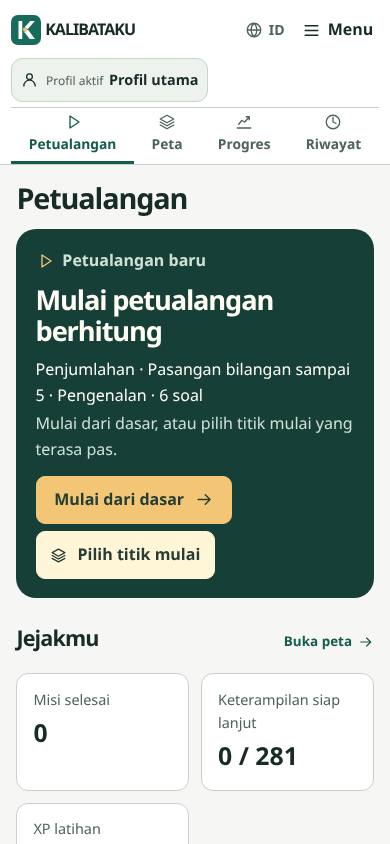 KALIBATAKU
ID
Menu
Profil aktif Profil utama
Petualangan
Peta
Progres
Riwayat
Petualangan
Petualangan baru
Mulai petualangan
berhitung
Penjumlahan · Pasangan bilangan sampai
5 · Pengenalan · 6 soal
Mulai dari dasar, atau pilih titik mulai yang
terasa pas.
Mulai dari dasar →
Pilih titik mulai
Jejakmu
Buka peta →
Misi selesai
0
Keterampilan siap
lanjut
0 / 281
XP latihan